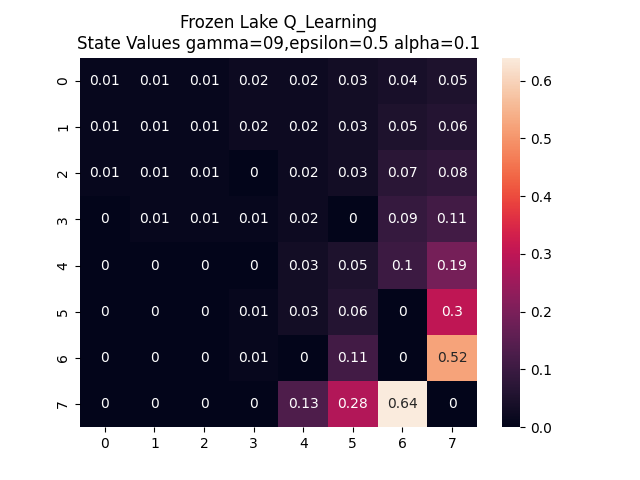 Frozen Lake Q_Learning
State Values gamma=09,epsilon=0.5 alpha=0.1
0 0.01 0.01 0.01 0.02 0.02 0.03 0.04 0.05
1 0.01 0.01 0.01 0.02 0.02 0.03 0.05 0.06
2 0.01 0.01 0.01 0 0.02 0.03 0.07 0.08
3 0 0.01 0.01 0.01 0.02 0 0.09 0.11
4 0 0 0 0 0.03 0.05 0.1 0.19
5 0 0 0 0.01 0.03 0.06 0 0.3
6 0 0 0 0.01 0 0.11 0 0.52
7 0 0 0 0 0.13 0.28 0.64 0
0 1 2 3 4 5 6 7
0.6
0.5
0.4
0.3
0.2
0.1
0.0